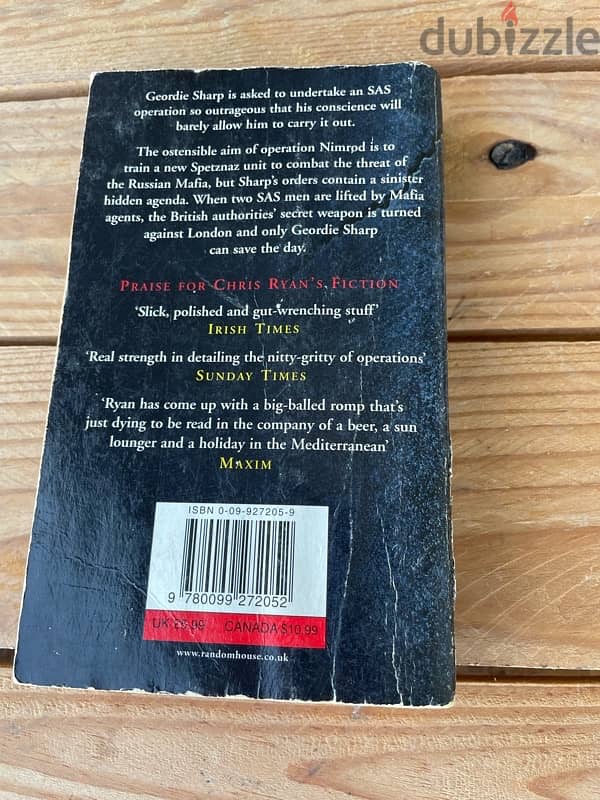 dubizzle
Geordie Sharp is asked to undertake an SAS
operation so outrageous that his conscience will
barely allow him to carry it out.
The ostensible aim of operation Nimrpd is to
train a new Spetznaz unit to combat the threat of
the Russian Mafia, but Sharp's orders contain a sinister
hidden agenda. When two SAS men are lifted by Mafia
agents, the British authorities' secret weapon is turned
against London and only Geordie Sharp
can save the day.
PRAISE FOR CHRIS RYAN'S FICTION
'Slick, polished and gut-wrenching stuff'
IRISH TIMES
'Real strength in detailing the nitty-gritty of operations'
SUNDAY TIMES
'Ryan has come up with a big-balled romp that's
just dying to be read in the company of a beer, a sun
lounger and a holiday in the Mediterranean'
MAXIM
ISBN 0-09-927205-9
9 780099 272052
UK £6.99 CANADA $10.99
www.randomhouse.co.uk